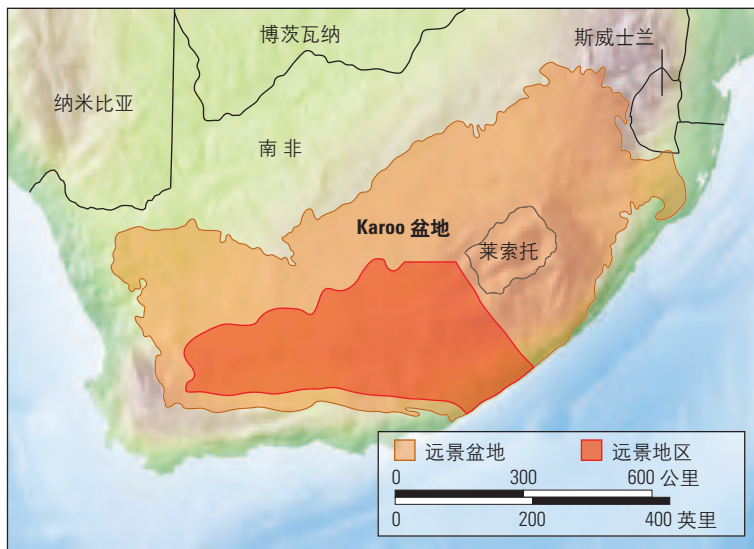 博茨瓦纳
斯威士兰
纳米比亚
南非
Karoo 盆地
莱索托
远景盆地 远景地区
0 300 600 公里
0 200 400 英里